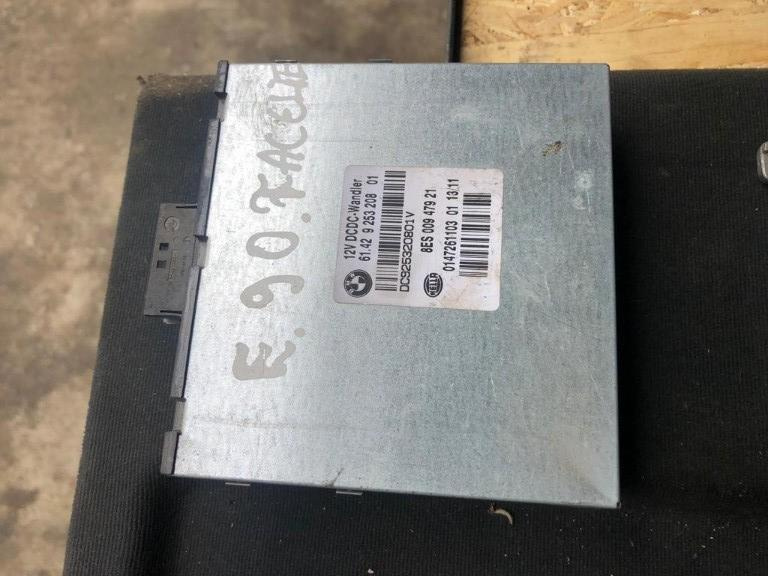 E.90.FACELIFT
12V DCDC-Wandler
61.42 9 253 208 01
DC925320801V
8ES 009 479 21
0147261103 01 13/11
HELLA